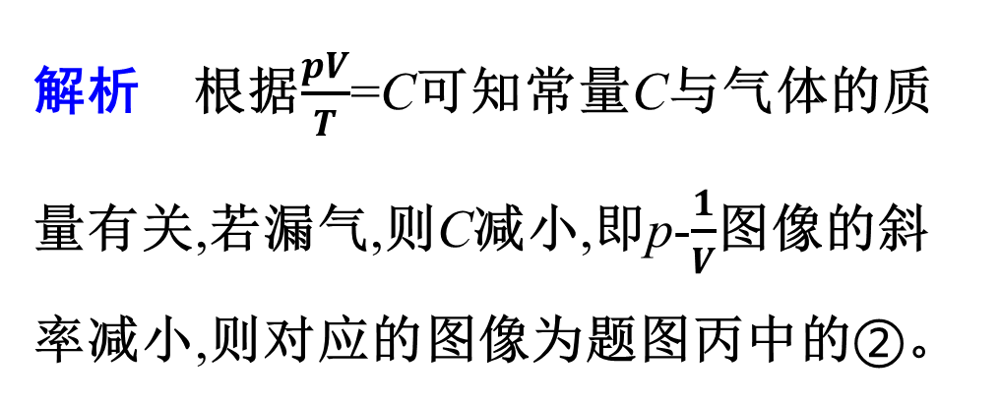 解析　根据pV/T=C可知常量C与气体的质
量有关,若漏气,则C减小,即p-1/V图像的斜
率减小,则对应的图像为题图丙中的②。